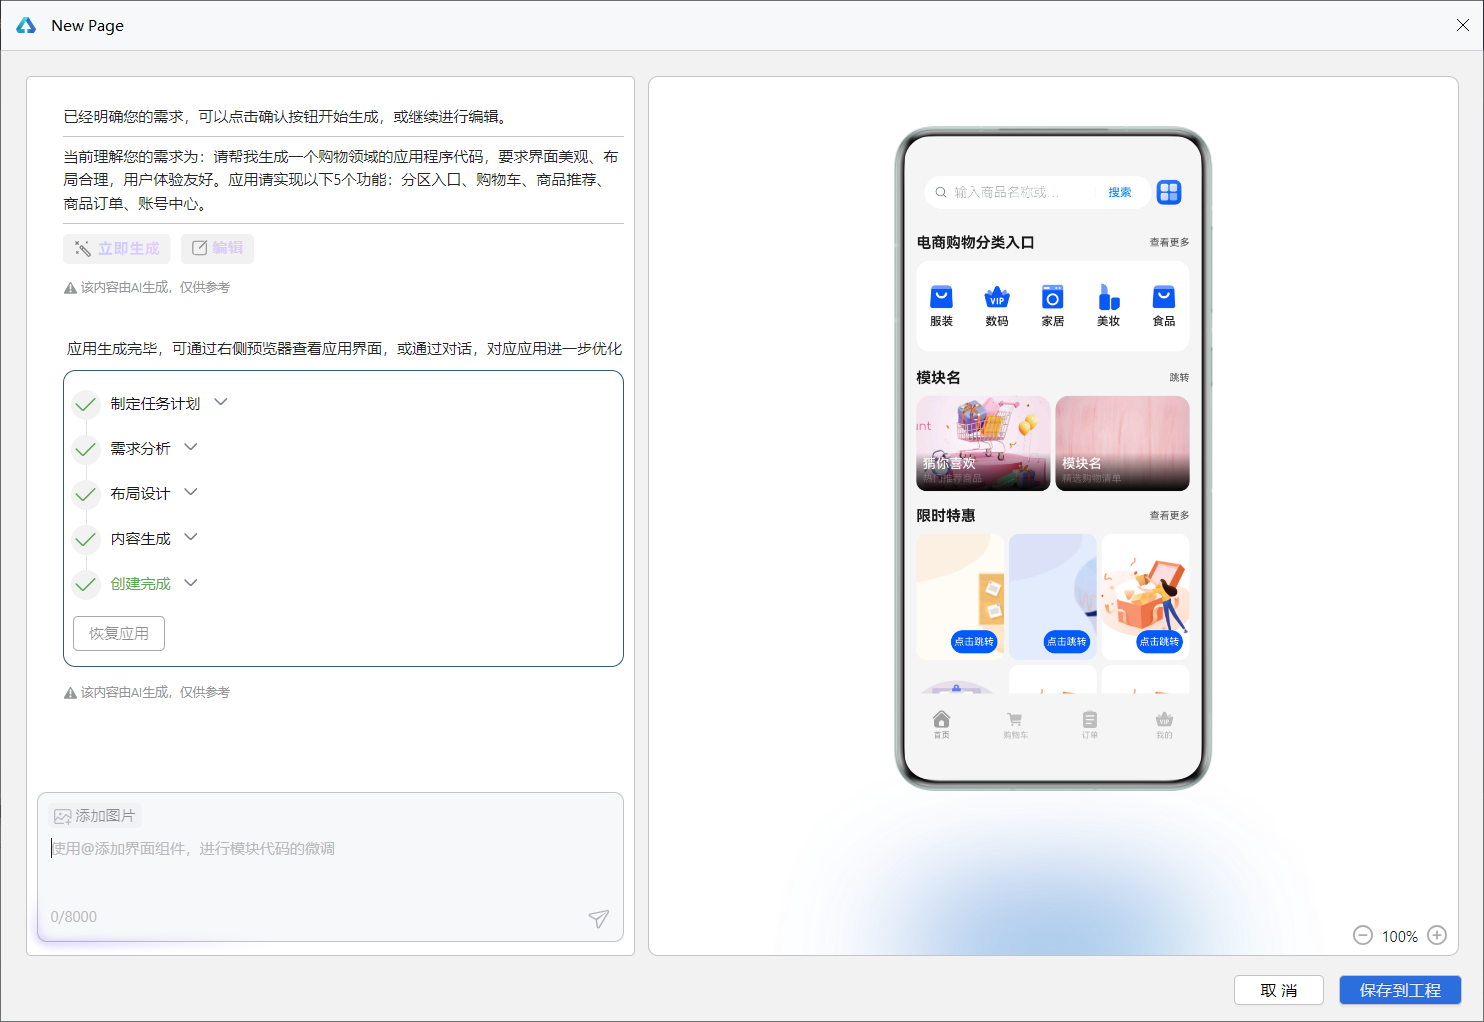 New Page
已经明确您的需求，可以点击确认按钮开始生成，或继续进行编辑。
当前理解您的需求为：请帮我生成一个购物领域的应用程序代码，要求界面美观、布
局合理，用户体验友好。应用请实现以下5个功能：分区入口、购物车、商品推荐、
商品订单、账号中心。
立即生成 编辑
该内容由AI生成，仅供参考
应用生成完毕，可通过右侧预览器查看应用界面，或通过对话，对应应用进一步优化
制定任务计划
需求分析
布局设计
内容生成
创建完成
恢复应用
该内容由AI生成，仅供参考
添加图片
使用@添加界面组件，进行模块代码的微调
0/8000
输入商品名称或... 搜索
电商购物分类入口 查看更多
VIP
服装 数码 家居 美妆 食品
模块名 跳转
unt
猜你喜欢 模块名
热门推荐商品 精选购物清单
限时特惠 查看更多
点击跳转 点击跳转 点击跳转
VIP
首页 购物车 订单 我的
100%
取 消 保存到工程